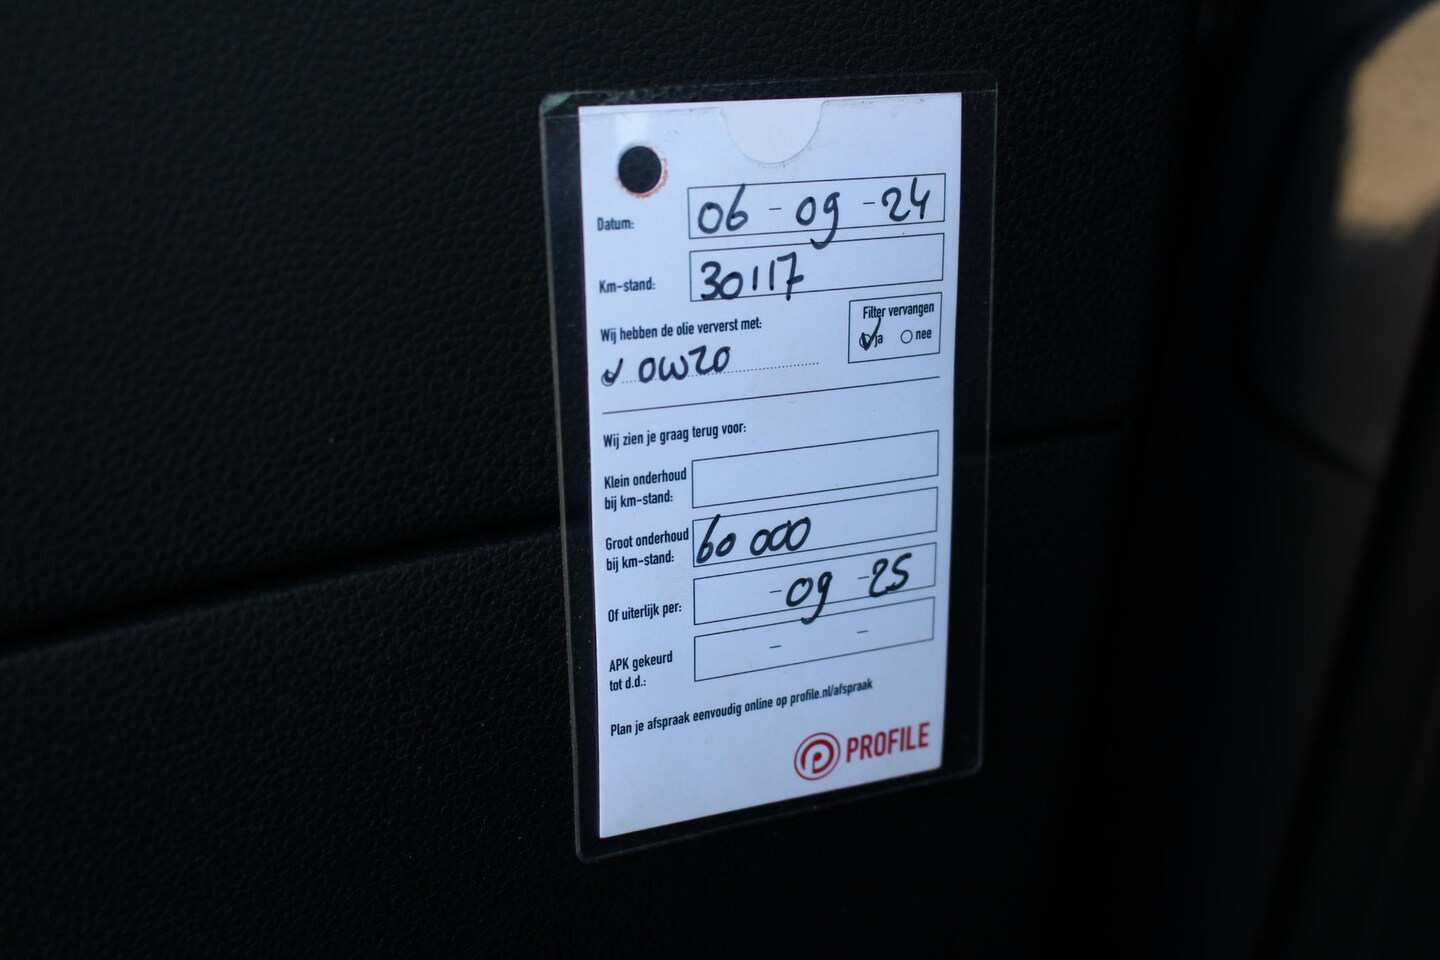 Datum: 06 - 09 - 24
Km-stand: 30117
Wij hebben de olie ververst met:
0W20
Filter vervangen
ja nee
Wij zien je graag terug voor:
Klein onderhoud
bij km-stand:
Groot onderhoud
bij km-stand: 60 000
Of uiterlijk per: - 09 - 25
APK gekeurd
tot d.d.: - -
Plan je afspraak eenvoudig online op profile.nl/afspraak
PROFILE